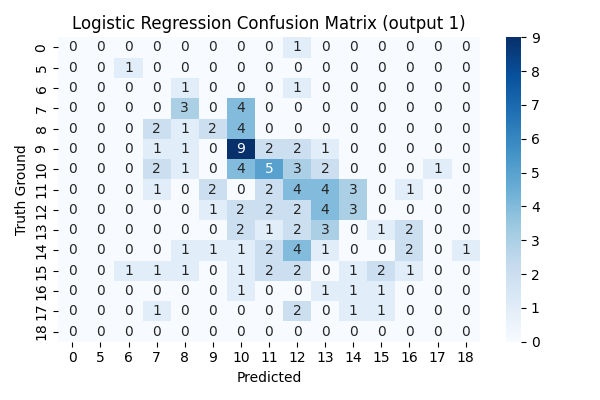 Logistic Regression Confusion Matrix (output 1)
Truth Ground
0 0 0 0 0 0 0 0 0 1 0 0 0 0 0 0
5 0 0 1 0 0 0 0 0 0 0 0 0 0 0 0
6 0 0 0 0 1 0 0 0 1 0 0 0 0 0 0
7 0 0 0 0 3 0 4 0 0 0 0 0 0 0 0
8 0 0 0 2 1 2 4 0 0 0 0 0 0 0 0
9 0 0 0 1 1 0 9 2 2 1 0 0 0 0 0
10 0 0 0 2 1 0 4 5 3 2 0 0 0 1 0
11 0 0 0 1 0 2 0 2 4 4 3 0 1 0 0
12 0 0 0 0 0 1 2 2 2 4 3 0 0 0 0
13 0 0 0 0 0 0 2 1 2 3 0 1 2 0 0
14 0 0 0 0 1 1 1 2 4 1 0 0 2 0 1
15 0 0 1 1 1 0 1 2 2 0 1 2 1 0 0
16 0 0 0 0 0 0 1 0 0 1 1 1 0 0 0
17 0 0 0 1 0 0 0 0 2 0 1 1 0 0 0
18 0 0 0 0 0 0 0 0 0 0 0 0 0 0 0
0 5 6 7 8 9 10 11 12 13 14 15 16 17 18
Predicted
9
8
7
6
5
4
3
2
1
0